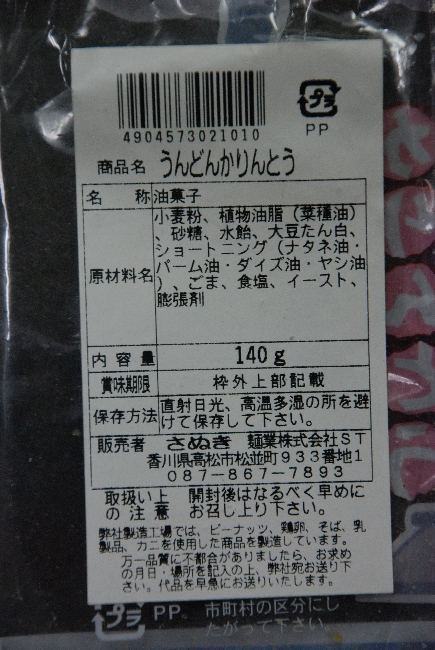 プラ
PP
4904573021010
商品名 うんどんかりんとう
名 称 油菓子
原材料名 小麦粉、植物油脂（菜種油）
、砂糖、水飴、大豆たん白、
ショートニング（ナタネ油・
パーム油・ダイズ油・ヤシ油
）、ごま、食塩、イースト、
膨張剤
内容量 140g
賞味期限 枠外上部記載
保存方法 直射日光、高温多湿の所を避
けて保存して下さい。
販売者 さぬき麺業株式会社ST
香川県高松市松並町933番地1
087-867-7893
取扱い上 開封後はなるべく早めに
の注意 お召し上り下さい。
弊社製造工場では、ピーナッツ、鶏卵、そば、乳
製品、カニを使用した商品を製造しています。
万一品質に不都合がありましたら、お求め
の月日・場所を記入の上、弊社宛お送り下
さい。代品を早急にお送りいたします。
プラ PP 市町村の区分にし
たがって下さい。